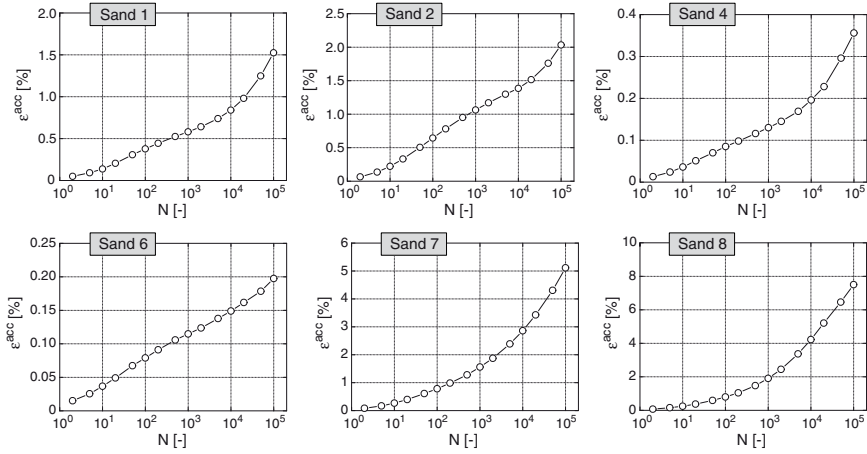 Sand 1
2.0
1.5
1.0
0.5
0
ε^acc [%]
10^0 10^1 10^2 10^3 10^4 10^5
N [-]
Sand 2
2.5
2.0
1.5
1.0
0.5
0
ε^acc [%]
10^0 10^1 10^2 10^3 10^4 10^5
N [-]
Sand 4
0.4
0.3
0.2
0.1
0
ε^acc [%]
10^0 10^1 10^2 10^3 10^4 10^5
N [-]
Sand 6
0.25
0.20
0.15
0.10
0.05
0
ε^acc [%]
10^0 10^1 10^2 10^3 10^4 10^5
N [-]
Sand 7
6
5
4
3
2
1
0
ε^acc [%]
10^0 10^1 10^2 10^3 10^4 10^5
N [-]
Sand 8
10
8
6
4
2
0
ε^acc [%]
10^0 10^1 10^2 10^3 10^4 10^5
N [-]